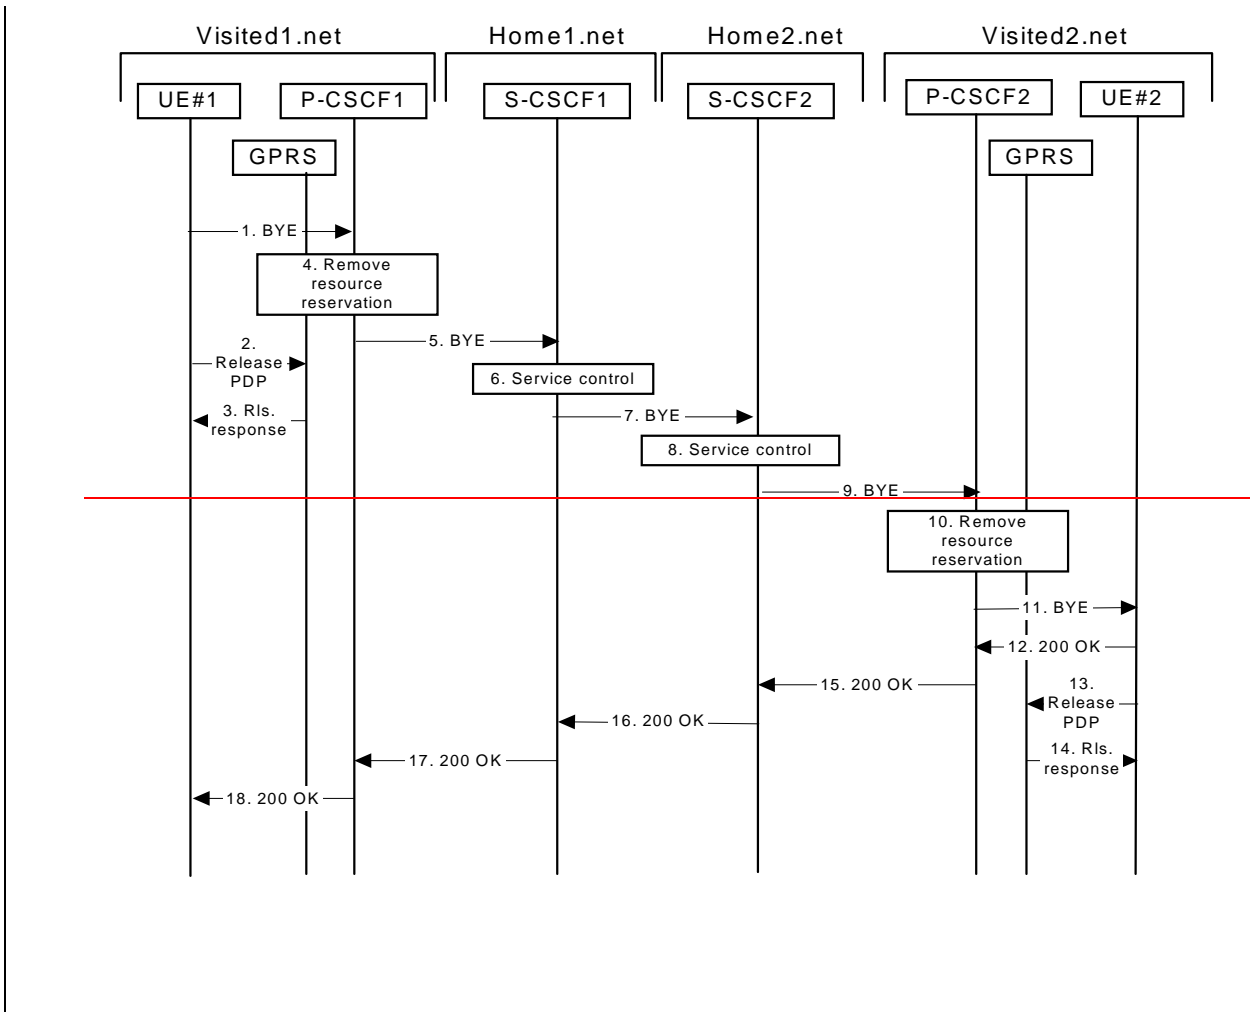 Visited1.net
Home1.net
Home2.net
Visited2.net
UE#1
P-CSCF1
S-CSCF1
S-CSCF2
P-CSCF2
UE#2
GPRS
GPRS
1. BYE
4. Remove
resource
reservation
5. BYE
2.
Release
PDP
6. Service control
3. Rls.
response
7. BYE
8. Service control
9. BYE
10. Remove
resource
reservation
11. BYE
12. 200 OK
15. 200 OK
13.
Release
PDP
16. 200 OK
14. Rls.
response
17. 200 OK
18. 200 OK